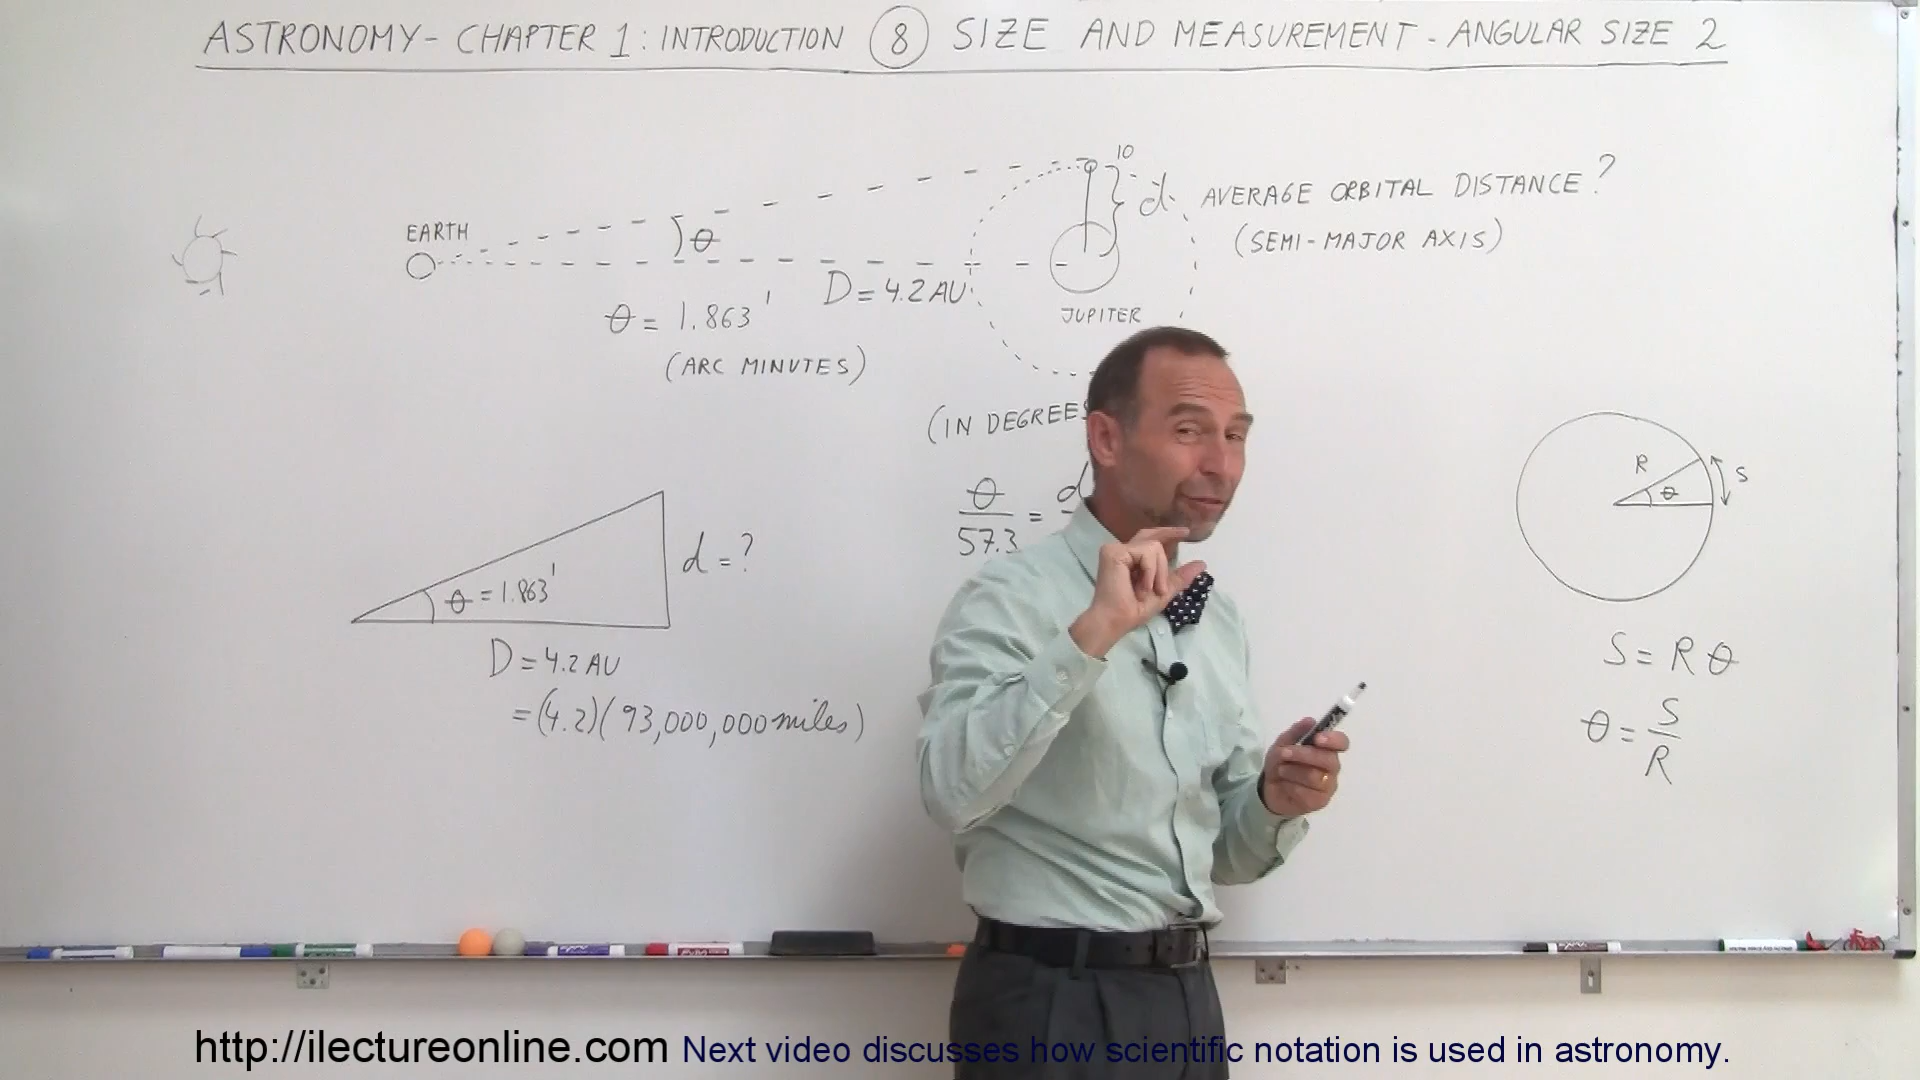 ASTRONOMY - CHAPTER 1: INTRODUCTION 8 SIZE AND MEASUREMENT - ANGULAR SIZE 2
10
d
AVERAGE ORBITAL DISTANCE?
(SEMI-MAJOR AXIS)
EARTH
θ
D = 4.2 AU
θ = 1.863'
(ARC MINUTES)
JUPITER
(IN DEGREES
θ/57.3 = d
d = ?
θ = 1.863'
D = 4.2 AU
= (4.2)(93,000,000 miles)
R
θ
S
S = R θ
θ = S/R
http://ilectureonline.com Next video discusses how scientific notation is used in astronomy.